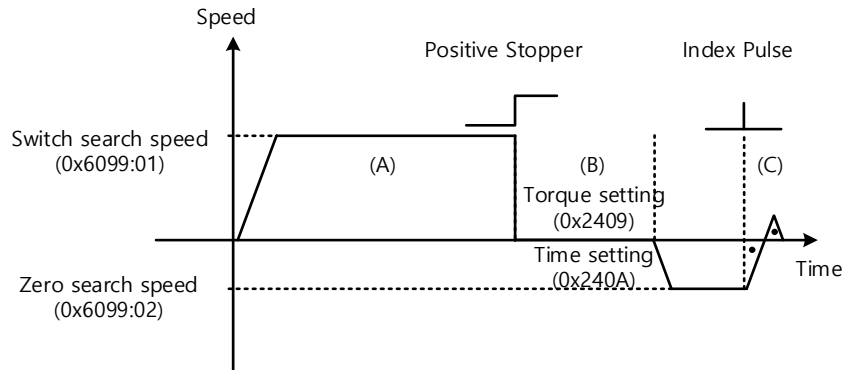 Speed
Positive Stopper
Index Pulse
Switch search speed
(0x6099:01)
(A)
(B)
(C)
Torque setting
(0x2409)
Time setting
(0x240A)
Time
Zero search speed
(0x6099:02)